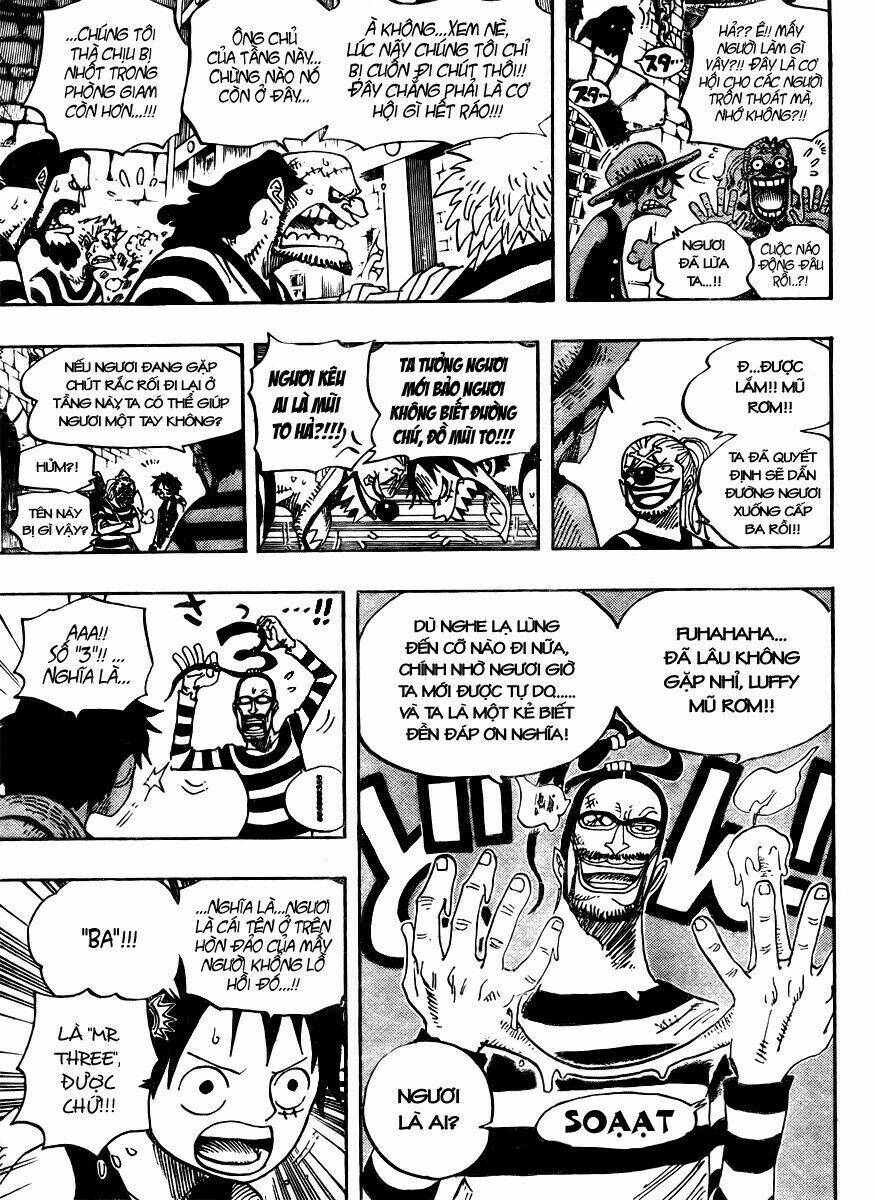 HẢ?? Ê!! MẤY
NGƯỜI LÀM GÌ
VẬY?!! ĐÂY LÀ CƠ
HỘI CHO CÁC NGƯƠI
TRỐN THOÁT MÀ,
NHỚ KHÔNG?!!
NGƯƠI
ĐÃ LỪA
TA...!!
CUỘC NÁO
ĐỘNG ĐÂU
RỒI..?!
À KHÔNG...XEM NÈ,
LÚC NÃY CHÚNG TÔI CHỈ
BỊ CUỐN ĐI CHÚT THÔI!!
ĐÂY CHẲNG PHẢI LÀ CƠ
HỘI GÌ HẾT RÁO!!!
ÔNG CHỦ
CỦA TẦNG NÀY...
CHỪNG NÀO NÓ
CÒN Ở ĐÂY...
...CHÚNG TÔI
THÀ CHỊU BỊ
NHỐT TRONG
PHÒNG GIAM
CÒN HƠN...!!!
Đ...ĐƯỢC
LẮM!! MŨ
RƠM!!
TA ĐÃ QUYẾT
ĐỊNH SẼ DẪN
ĐƯỜNG NGƯƠI
XUỐNG CẤP
BA RỒI!!
TA TƯỞNG NGƯƠI
MỚI BẢO NGƯƠI
KHÔNG BIẾT ĐƯỜNG
CHỨ, ĐỒ MŨI TO!!!
NGƯƠI KÊU
AI LÀ MŨI
TO HẢ?!!!
NẾU NGƯƠI ĐANG GẶP
CHÚT RẮC RỐI ĐI LẠI Ở
TẦNG NÀY, TA CÓ THỂ GIÚP
NGƯƠI MỘT TAY KHÔNG?
HỬM?!
TÊN NÀY
BỊ GÌ VẬY?
FUHAHAHA...
ĐÃ LÂU KHÔNG
GẶP NHỈ, LUFFY
MŨ RƠM!!
DÙ NGHE LẠ LÙNG
ĐẾN CỠ NÀO ĐI NỮA,
CHÍNH NHỜ NGƯƠI GIỜ
TA MỚI ĐƯỢC TỰ DO.....
VÀ TA LÀ MỘT KẺ BIẾT
ĐỀN ĐÁP ƠN NGHĨA!
NGƯƠI
LÀ AI?
SOẠẠT
......!!
3
AAA!!
SỐ "3"!! ...
NGHĨA LÀ...
...NGHĨA LÀ...NGƯƠI
LÀ CÁI TÊN Ở TRÊN
HÒN ĐẢO CỦA MẤY
NGƯỜI KHỔNG LỒ
HỒI ĐÓ...!!
"BA"!!!
LÀ "MR.
THREE",
ĐƯỢC
CHỨ!!!